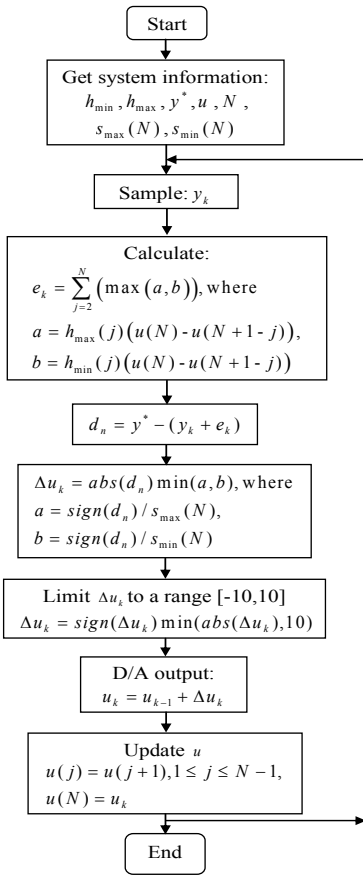 Start
Get system information:
h_min , h_max , y* , u , N ,
s_max(N) , s_min(N)
Sample: y_k
Calculate:
e_k = ∑_{j=2}^{N} (max(a,b)), where
a = h_max(j)(u(N)-u(N+1-j)),
b = h_min(j)(u(N)-u(N+1-j))
d_n = y* − (y_k + e_k)
Δu_k = abs(d_n) min(a,b), where
a = sign(d_n) / s_max(N),
b = sign(d_n) / s_min(N)
Limit Δu_k to a range [-10,10]
Δu_k = sign(Δu_k) min(abs(Δu_k),10)
D/A output:
u_k = u_{k−1} + Δu_k
Update u
u(j) = u(j+1), 1 ≤ j ≤ N−1,
u(N) = u_k
End